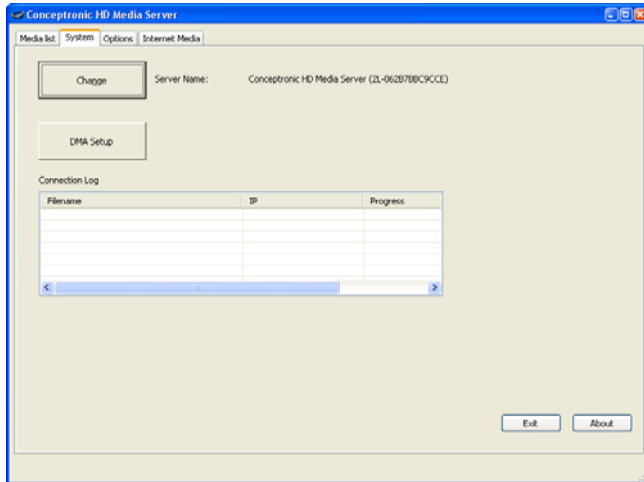 Conceptronic HD Media Server
Media list System Options Internet Media
Change Server Name: Conceptronic HD Media Server (2L-062B7BBC9CCE)
DMA Setup
Connection Log
Filename IP Progress
Exit About